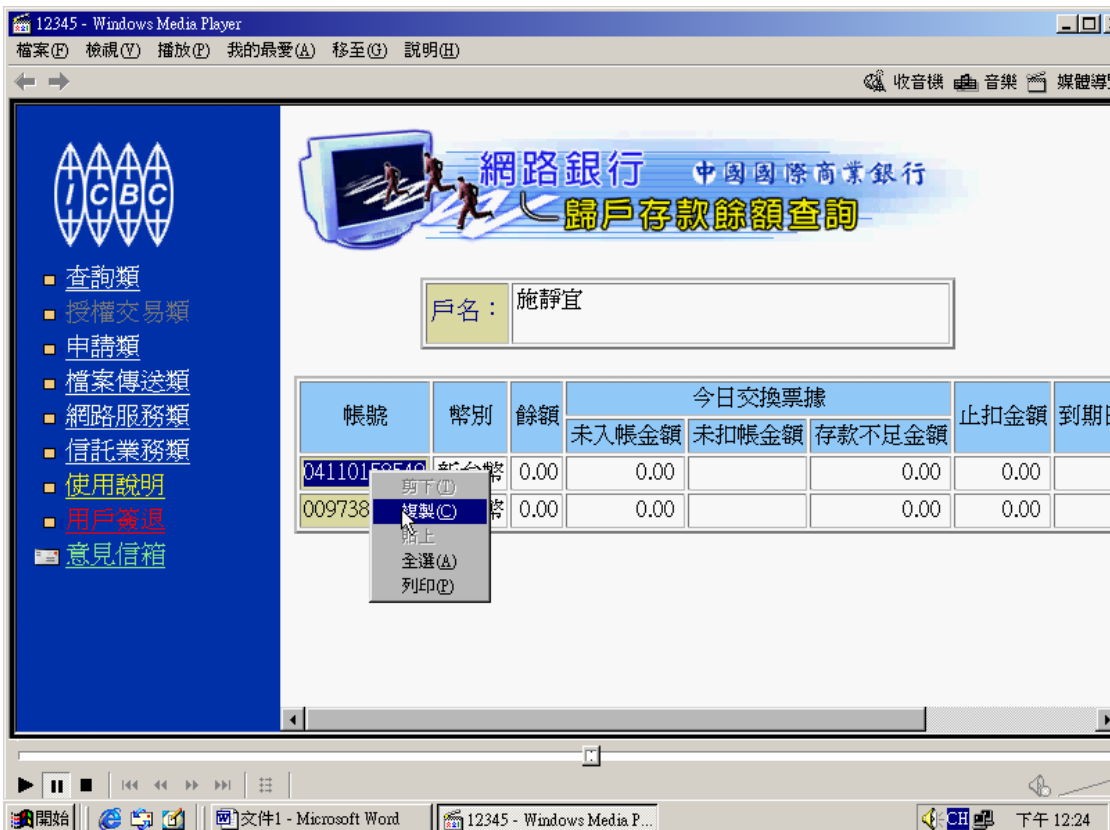 12345 - Windows Media Player
檔案(F) 檢視(V) 播放(P) 我的最愛(A) 移至(G) 說明(H)
收音機 音樂 媒體導
ICBC
網路銀行 中國國際商業銀行
歸戶存款餘額查詢
查詢類
授權交易類
申請類
檔案傳送類
網路服務類
信託業務類
使用說明
用戶簽退
意見信箱
戶名： 施靜宜
帳號 幣別 餘額 今日交換票據 止扣金額 到期日
未入帳金額 未扣帳金額 存款不足金額
新台幣 0.00 0.00 0.00 0.00
009738 幣 0.00 0.00 0.00 0.00
剪下(T)
複製(C)
貼上
全選(A)
列印(P)
開始 文件1 - Microsoft Word 12345 - Windows Media P... CH 下午 12:24